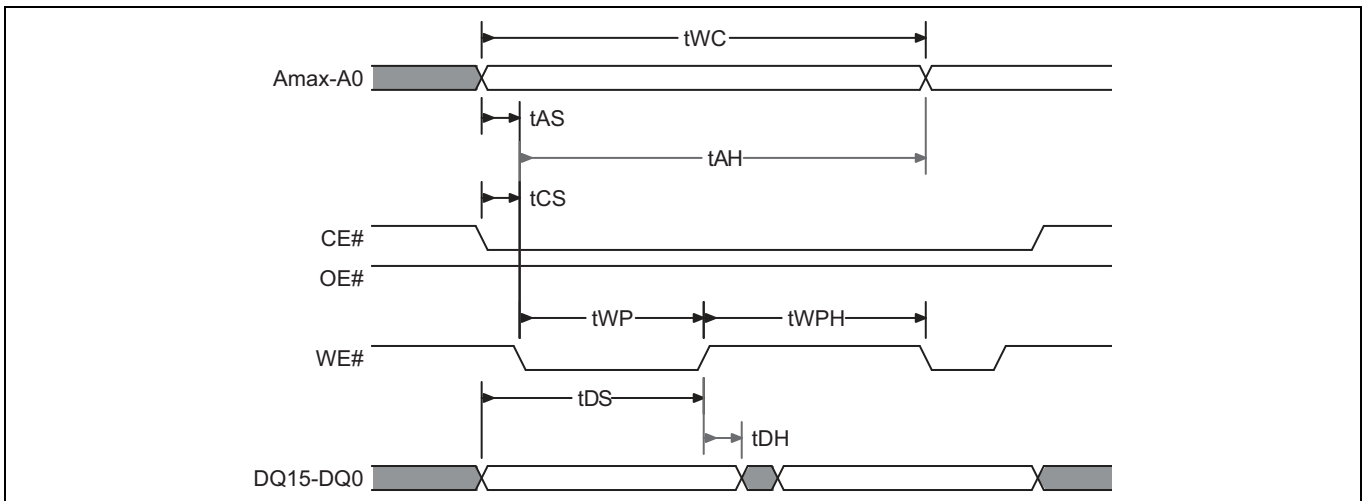 tWC
Amax-A0
tAS
tAH
tCS
CE#
OE#
tWP
tWPH
WE#
tDS
tDH
DQ15-DQ0